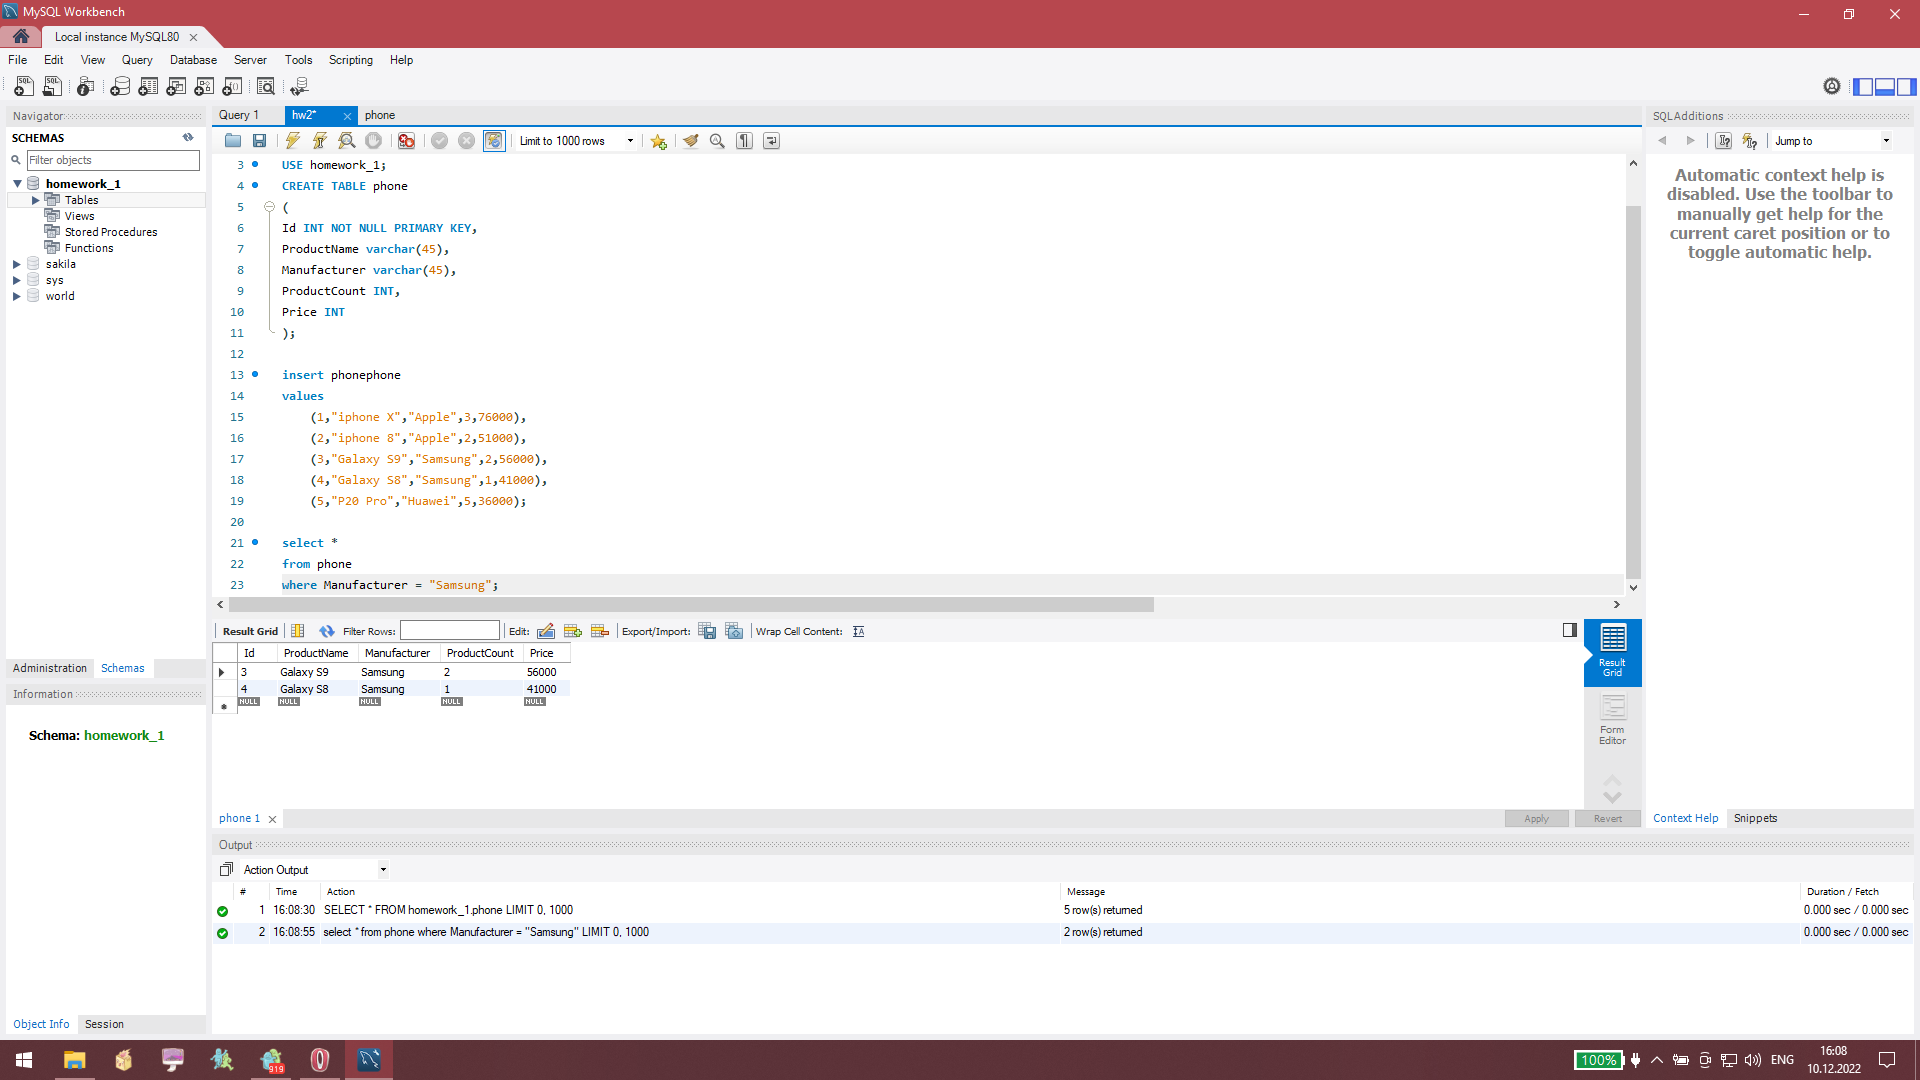 MySQL Workbench
Local instance MySQL80
File Edit View Query Database Server Tools Scripting Help
Navigator
SCHEMAS
Filter objects
homework_1
Tables
Views
Stored Procedures
Functions
sakila
sys
world
Administration Schemas
Information
Schema: homework_1
Object Info Session
Query 1 hw2* phone
Limit to 1000 rows
3 USE homework_1;
4 CREATE TABLE phone
5 (
6 Id INT NOT NULL PRIMARY KEY,
7 ProductName varchar(45),
8 Manufacturer varchar(45),
9 ProductCount INT,
10 Price INT
11 );
12
13 insert phonephone
14 values
15 (1,"iphone X","Apple",3,76000),
16 (2,"iphone 8","Apple",2,51000),
17 (3,"Galaxy S9","Samsung",2,56000),
18 (4,"Galaxy S8","Samsung",1,41000),
19 (5,"P20 Pro","Huawei",5,36000);
20
21 select *
22 from phone
23 where Manufacturer = "Samsung";
Result Grid Filter Rows: Edit: Export/Import: Wrap Cell Content:
Id ProductName Manufacturer ProductCount Price
3 Galaxy S9 Samsung 2 56000
4 Galaxy S8 Samsung 1 41000
NULL NULL NULL NULL NULL
Result
Grid
Form
Editor
phone 1
Apply Revert
SQLAdditions
Jump to
Automatic context help is
disabled. Use the toolbar to
manually get help for the
current caret position or to
toggle automatic help.
Context Help Snippets
Output
Action Output
# Time Action Message Duration / Fetch
1 16:08:30 SELECT * FROM homework_1.phone LIMIT 0, 1000 5 row(s) returned 0.000 sec / 0.000 sec
2 16:08:55 select * from phone where Manufacturer = "Samsung" LIMIT 0, 1000 2 row(s) returned 0.000 sec / 0.000 sec
919
100%
ENG
16:08
10.12.2022